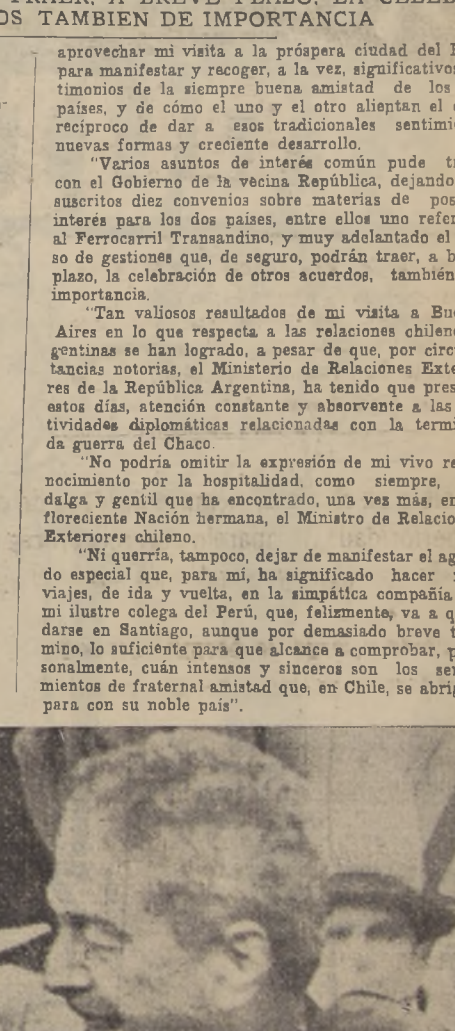 A BREVE PLAZO, LA
OS TAMBIEN DE IMPORTANCIA
aprovechar mi visita a la próspera ciudad del
para manifestar y recoger, a la vez, significativos
timonios de la siempre buena amistad de los
países, y de cómo el uno y el otro alientan el
recíproco de dar a esos tradicionales sentimie
nuevas formas y creciente desarrollo.
"Varios asuntos de interés común pude t
con el Gobierno de la vecina República, dejando
suscritos diez convenios sobre materias de pos
interés para los dos países, entre ellos uno refer
al Ferrocarril Transandino, y muy adelantado el
so de gestiones que, de seguro, podrán traer, a b
plazo, la celebración de otros acuerdos, también
importancia.
"Tan valiosos resultados de mi visita a Bue
Aires en lo que respecta a las relaciones chileno
gentinas se han logrado, a pesar de que, por circu
tancias notorias, el Ministerio de Relaciones Exte
res de la República Argentina, ha tenido que pres
estos días, atención constante y absorvente a las
tividades diplomáticas relacionadas con la termi
da guerra del Chaco.
"No podría omitir la expresión de mi vivo re
nocimiento por la hospitalidad, como siempre,
dalga y gentil que ha encontrado, una vez más, en
floreciente Nación hermana, el Ministro de Relacio
Exteriores chileno.
"Ni querría, tampoco, dejar de manifestar el ag
do especial que, para mí, ha significado hacer
viajes, de ida y vuelta, en la simpática compañía
mi ilustre colega del Perú, que, felizmente, va a q
darse en Santiago, aunque por demasiado breve t
mino, lo suficiente para que alcance a comprobar, p
sonalmente, cuán intensos y sinceros son los sen
mientos de fraternal amistad que, en Chile, se abrig
para con su noble país".